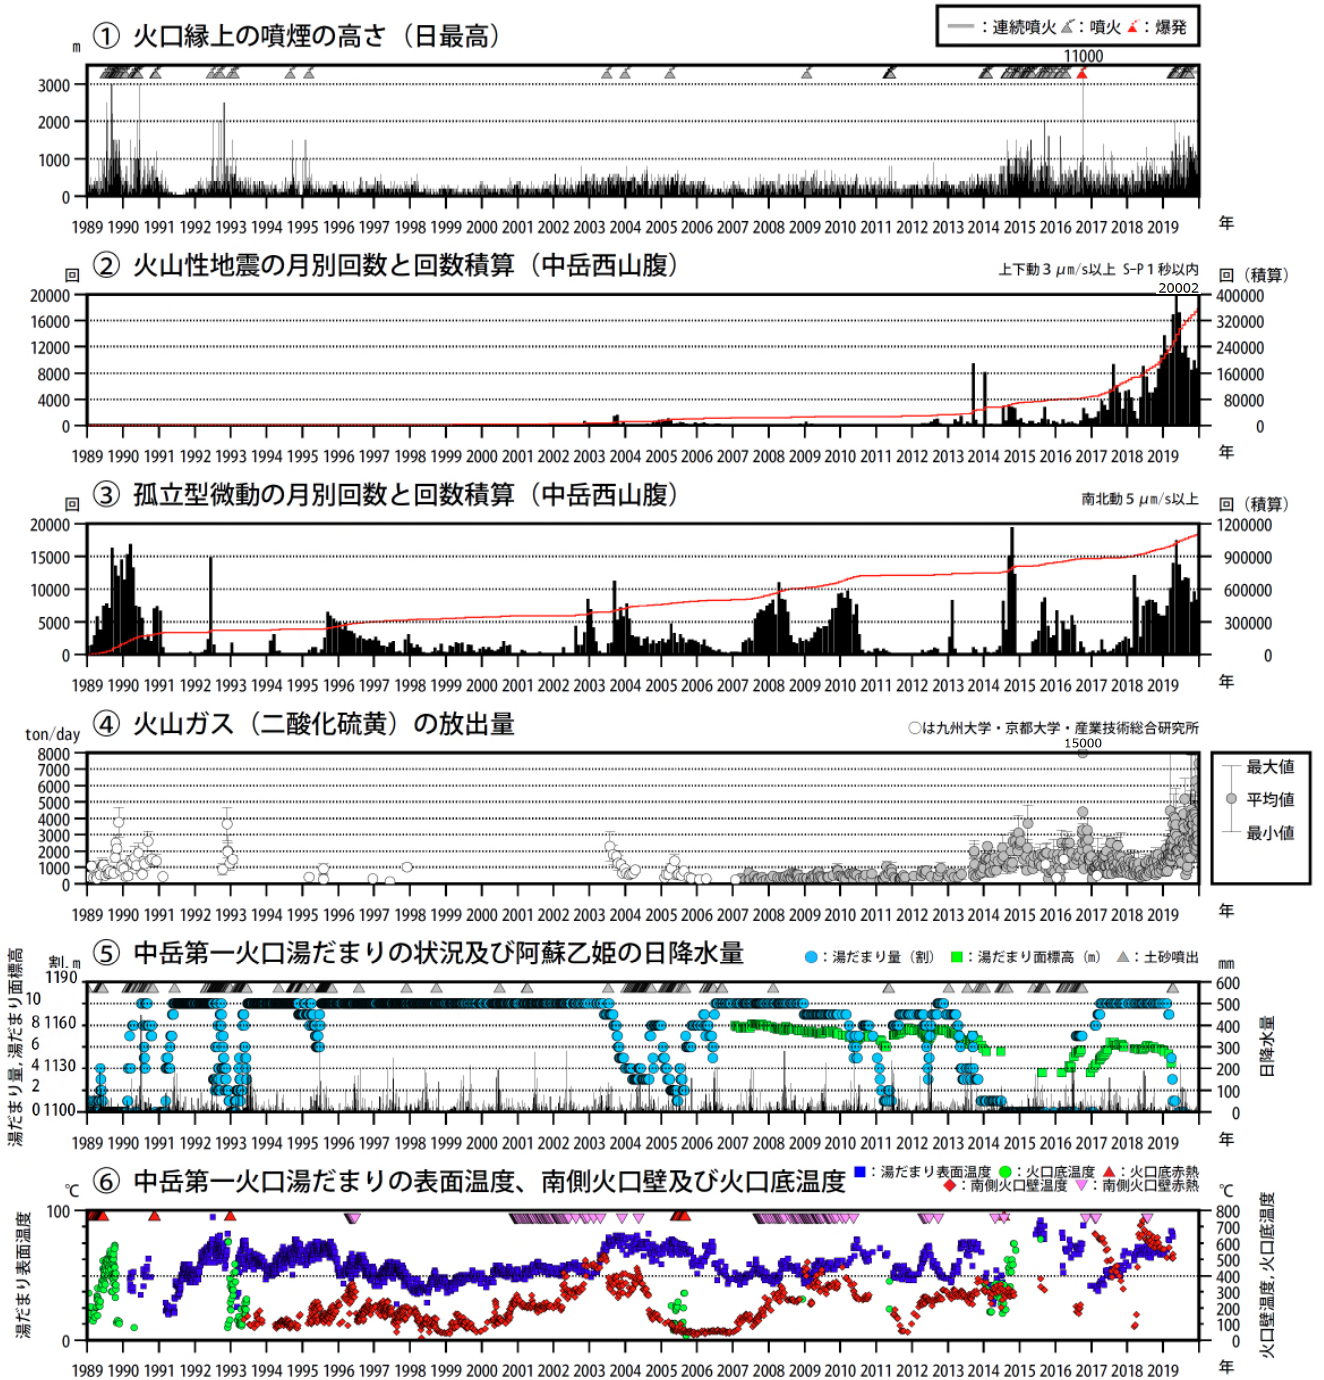 ① 火口縁上の噴煙の高さ（日最高）
：連続噴火 ：噴火 ：爆発
m
11000
3000
2000
1000
0
1989 1990 1991 1992 1993 1994 1995 1996 1997 1998 1999 2000 2001 2002 2003 2004 2005 2006 2007 2008 2009 2010 2011 2012 2013 2014 2015 2016 2017 2018 2019 年
② 火山性地震の月別回数と回数積算（中岳西山腹）
上下動３μm/s以上 S-P１秒以内
回 回（積算）
20002
20000 400000
16000 320000
12000 240000
8000 160000
4000 80000
0 0
1989 1990 1991 1992 1993 1994 1995 1996 1997 1998 1999 2000 2001 2002 2003 2004 2005 2006 2007 2008 2009 2010 2011 2012 2013 2014 2015 2016 2017 2018 2019 年
③ 孤立型微動の月別回数と回数積算（中岳西山腹）
南北動５μm/s以上
回 回（積算）
20000 1200000
15000 900000
10000 600000
5000 300000
0 0
1989 1990 1991 1992 1993 1994 1995 1996 1997 1998 1999 2000 2001 2002 2003 2004 2005 2006 2007 2008 2009 2010 2011 2012 2013 2014 2015 2016 2017 2018 2019 年
④ 火山ガス（二酸化硫黄）の放出量
○は九州大学・京都大学・産業技術総合研究所
ton/day
15000
8000
7000
6000
5000
4000
3000
2000
1000
0
最大値
平均値
最小値
1989 1990 1991 1992 1993 1994 1995 1996 1997 1998 1999 2000 2001 2002 2003 2004 2005 2006 2007 2008 2009 2010 2011 2012 2013 2014 2015 2016 2017 2018 2019 年
⑤ 中岳第一火口湯だまりの状況及び阿蘇乙姫の日降水量
：湯だまり量（割） ：湯だまり面標高（m） ：土砂噴出
湯だまり量，湯だまり面標高
割，m mm
1190 600
10 500
8 1160 400
6 300
4 1130 200
2 100
0 1100 0
日降水量
1989 1990 1991 1992 1993 1994 1995 1996 1997 1998 1999 2000 2001 2002 2003 2004 2005 2006 2007 2008 2009 2010 2011 2012 2013 2014 2015 2016 2017 2018 2019 年
⑥ 中岳第一火口湯だまりの表面温度、南側火口壁及び火口底温度
：湯だまり表面温度 ：火口底温度 ：火口底赤熱
：南側火口壁温度 ：南側火口壁赤熱
℃ ℃
湯だまり表面温度
100 800
700
600
500
400
300
200
100
0 0
火口壁温度，火口底温度
1989 1990 1991 1992 1993 1994 1995 1996 1997 1998 1999 2000 2001 2002 2003 2004 2005 2006 2007 2008 2009 2010 2011 2012 2013 2014 2015 2016 2017 2018 2019 年